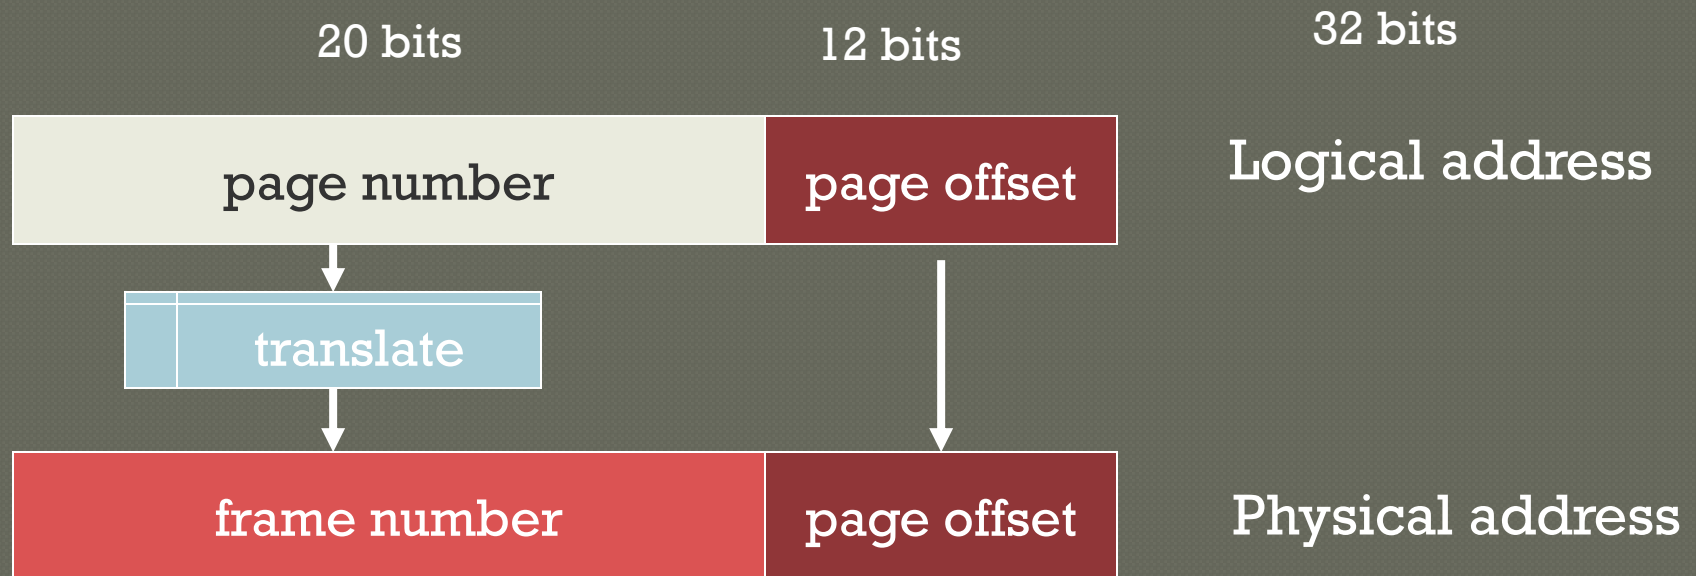 20 bits
12 bits
32 bits
page number
page offset
Logical address
translate
frame number
page offset
Physical address